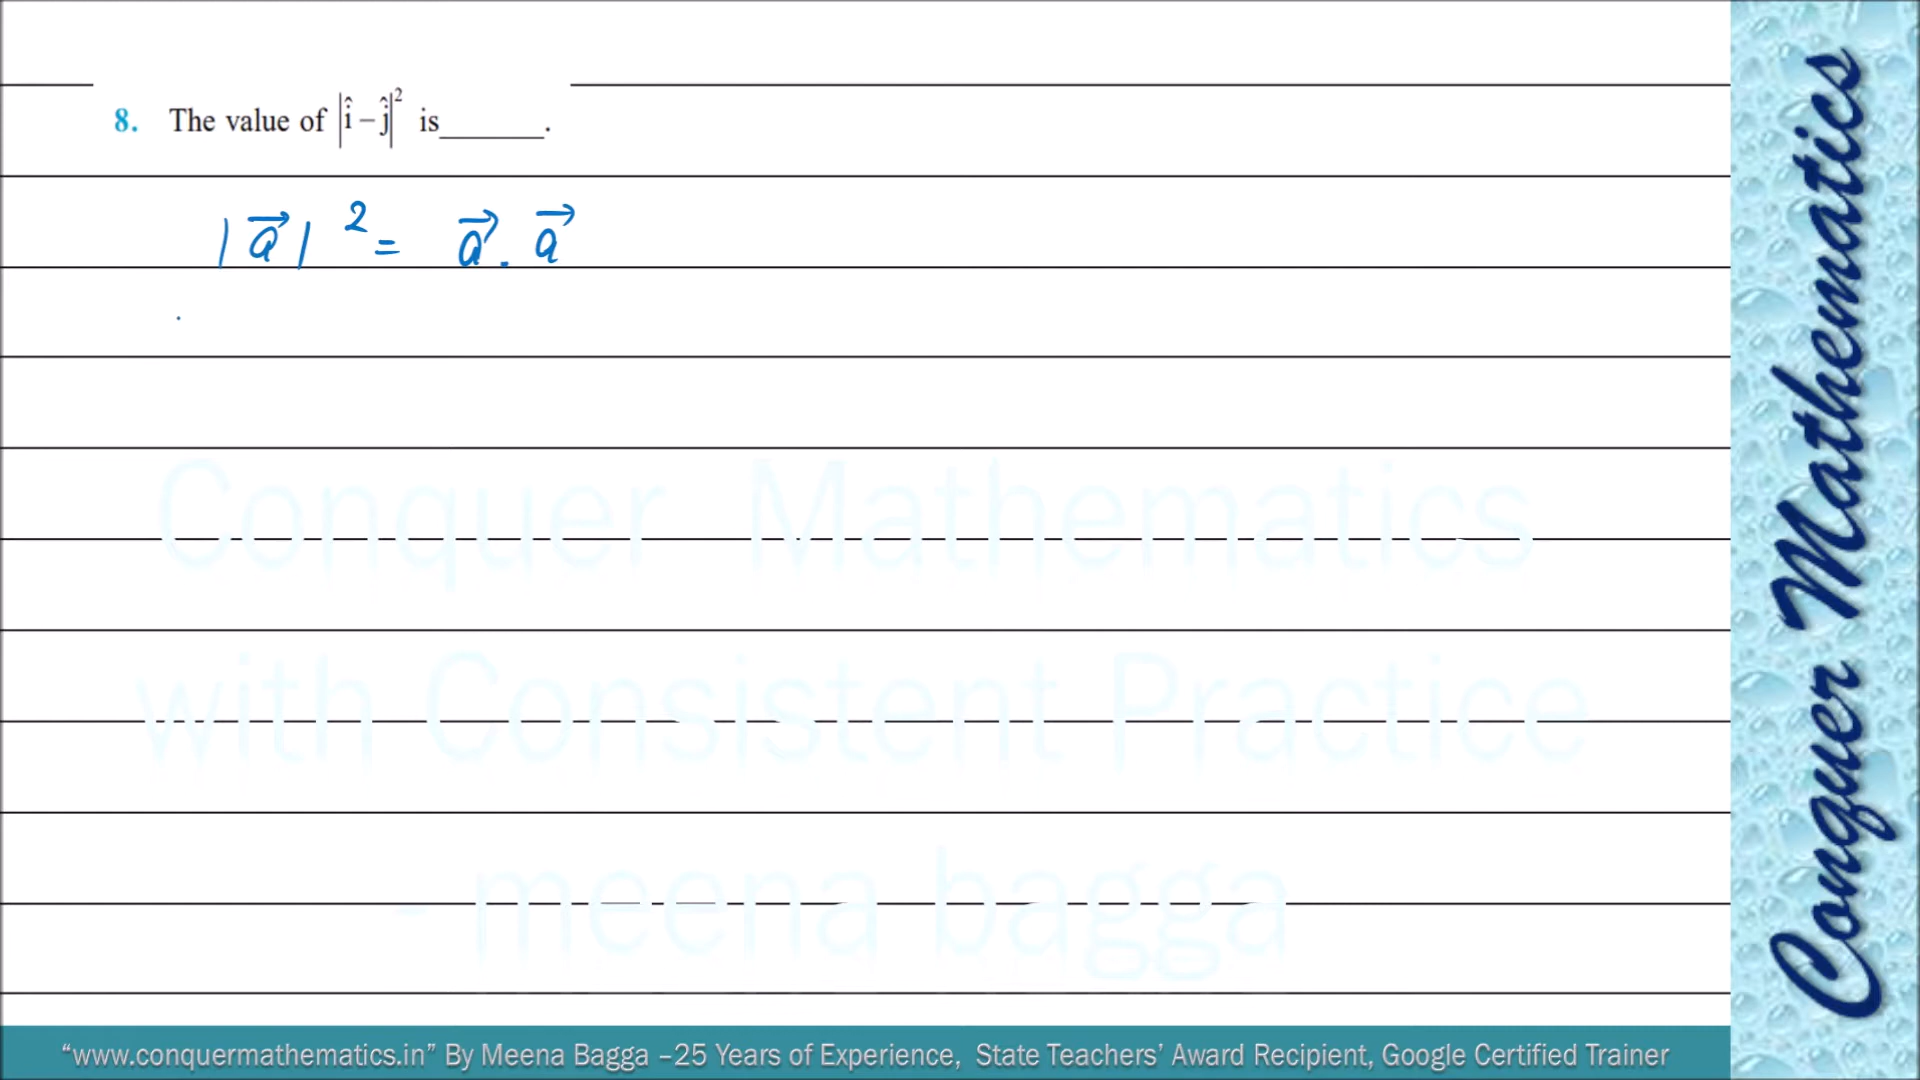 8. The value of |î – ĵ|² is_______.
|a⃗|² = a⃗ . a⃗
Conquer Mathematics
with Consistent Practice
- meena bagga
Conquer Mathematics
“www.conquermathematics.in” By Meena Bagga –25 Years of Experience, State Teachers’ Award Recipient, Google Certified Trainer